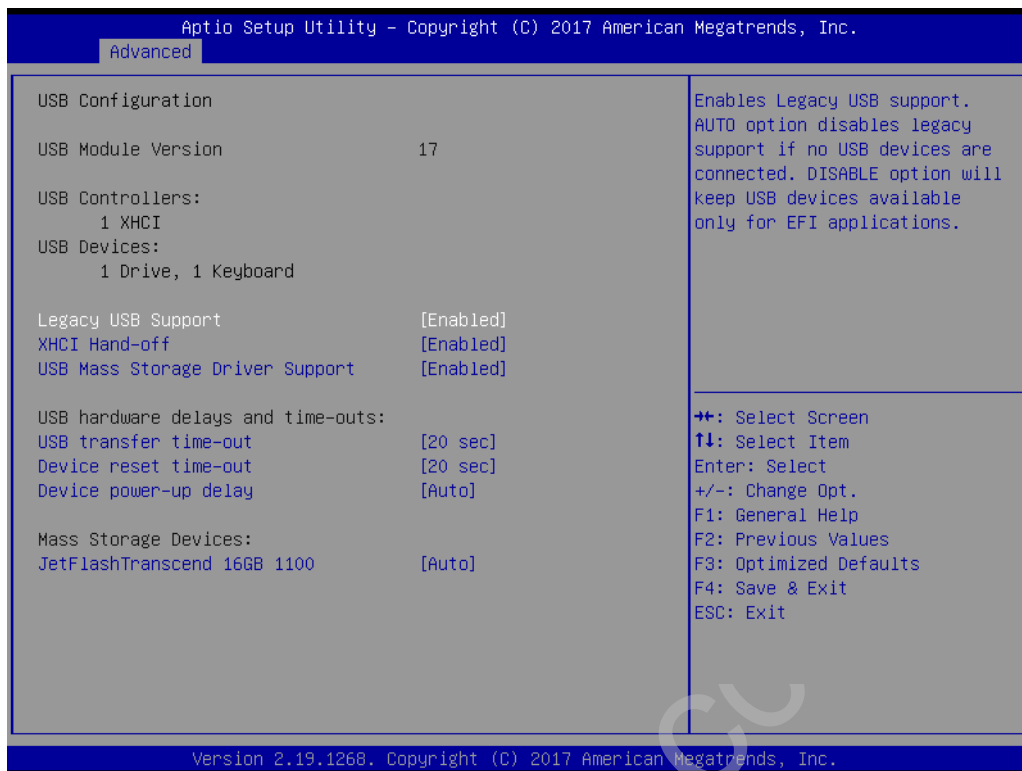 Aptio Setup Utility – Copyright (C) 2017 American Megatrends, Inc.
Advanced
USB Configuration
USB Module Version 17
USB Controllers:
1 XHCI
USB Devices:
1 Drive, 1 Keyboard
Legacy USB Support [Enabled]
XHCI Hand-off [Enabled]
USB Mass Storage Driver Support [Enabled]
USB hardware delays and time-outs:
USB transfer time-out [20 sec]
Device reset time-out [20 sec]
Device power-up delay [Auto]
Mass Storage Devices:
JetFlashTranscend 16GB 1100 [Auto]
Enables Legacy USB support.
AUTO option disables legacy
support if no USB devices are
connected. DISABLE option will
keep USB devices available
only for EFI applications.
→←: Select Screen
↑↓: Select Item
Enter: Select
+/-: Change Opt.
F1: General Help
F2: Previous Values
F3: Optimized Defaults
F4: Save & Exit
ESC: Exit
Version 2.19.1268. Copyright (C) 2017 American Megatrends, Inc.